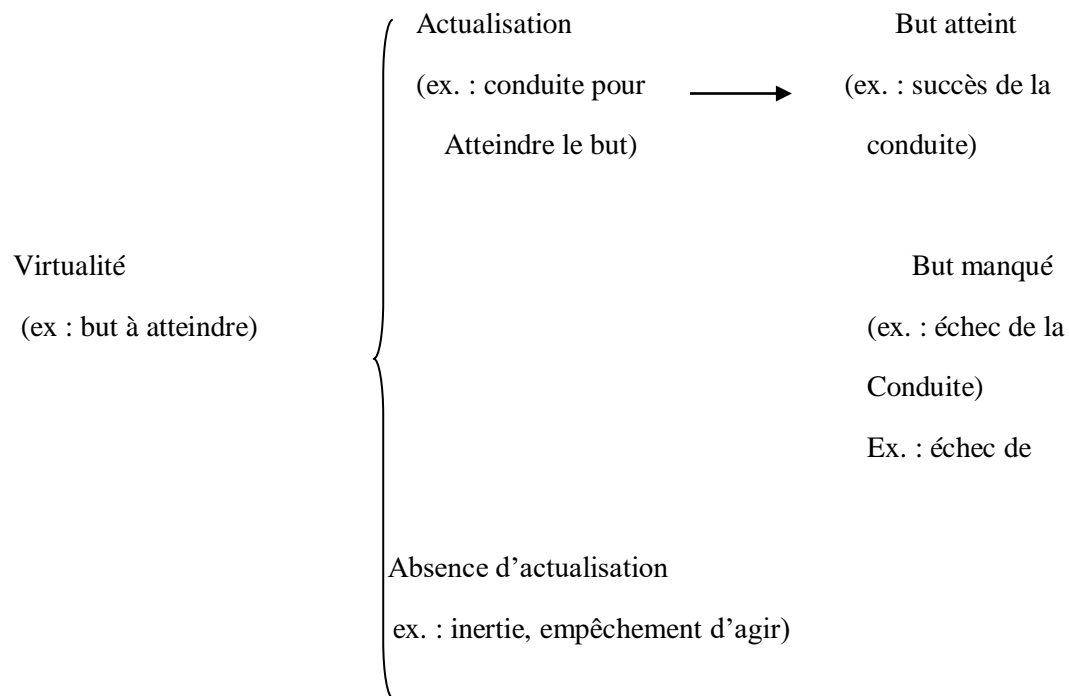 Actualisation
But atteint
(ex. : conduite pour
(ex. : succès de la
Atteindre le but)
conduite)
Virtualité
But manqué
(ex : but à atteindre)
(ex. : échec de la
Conduite)
Ex. : échec de
Absence d’actualisation
ex. : inertie, empêchement d’agir)